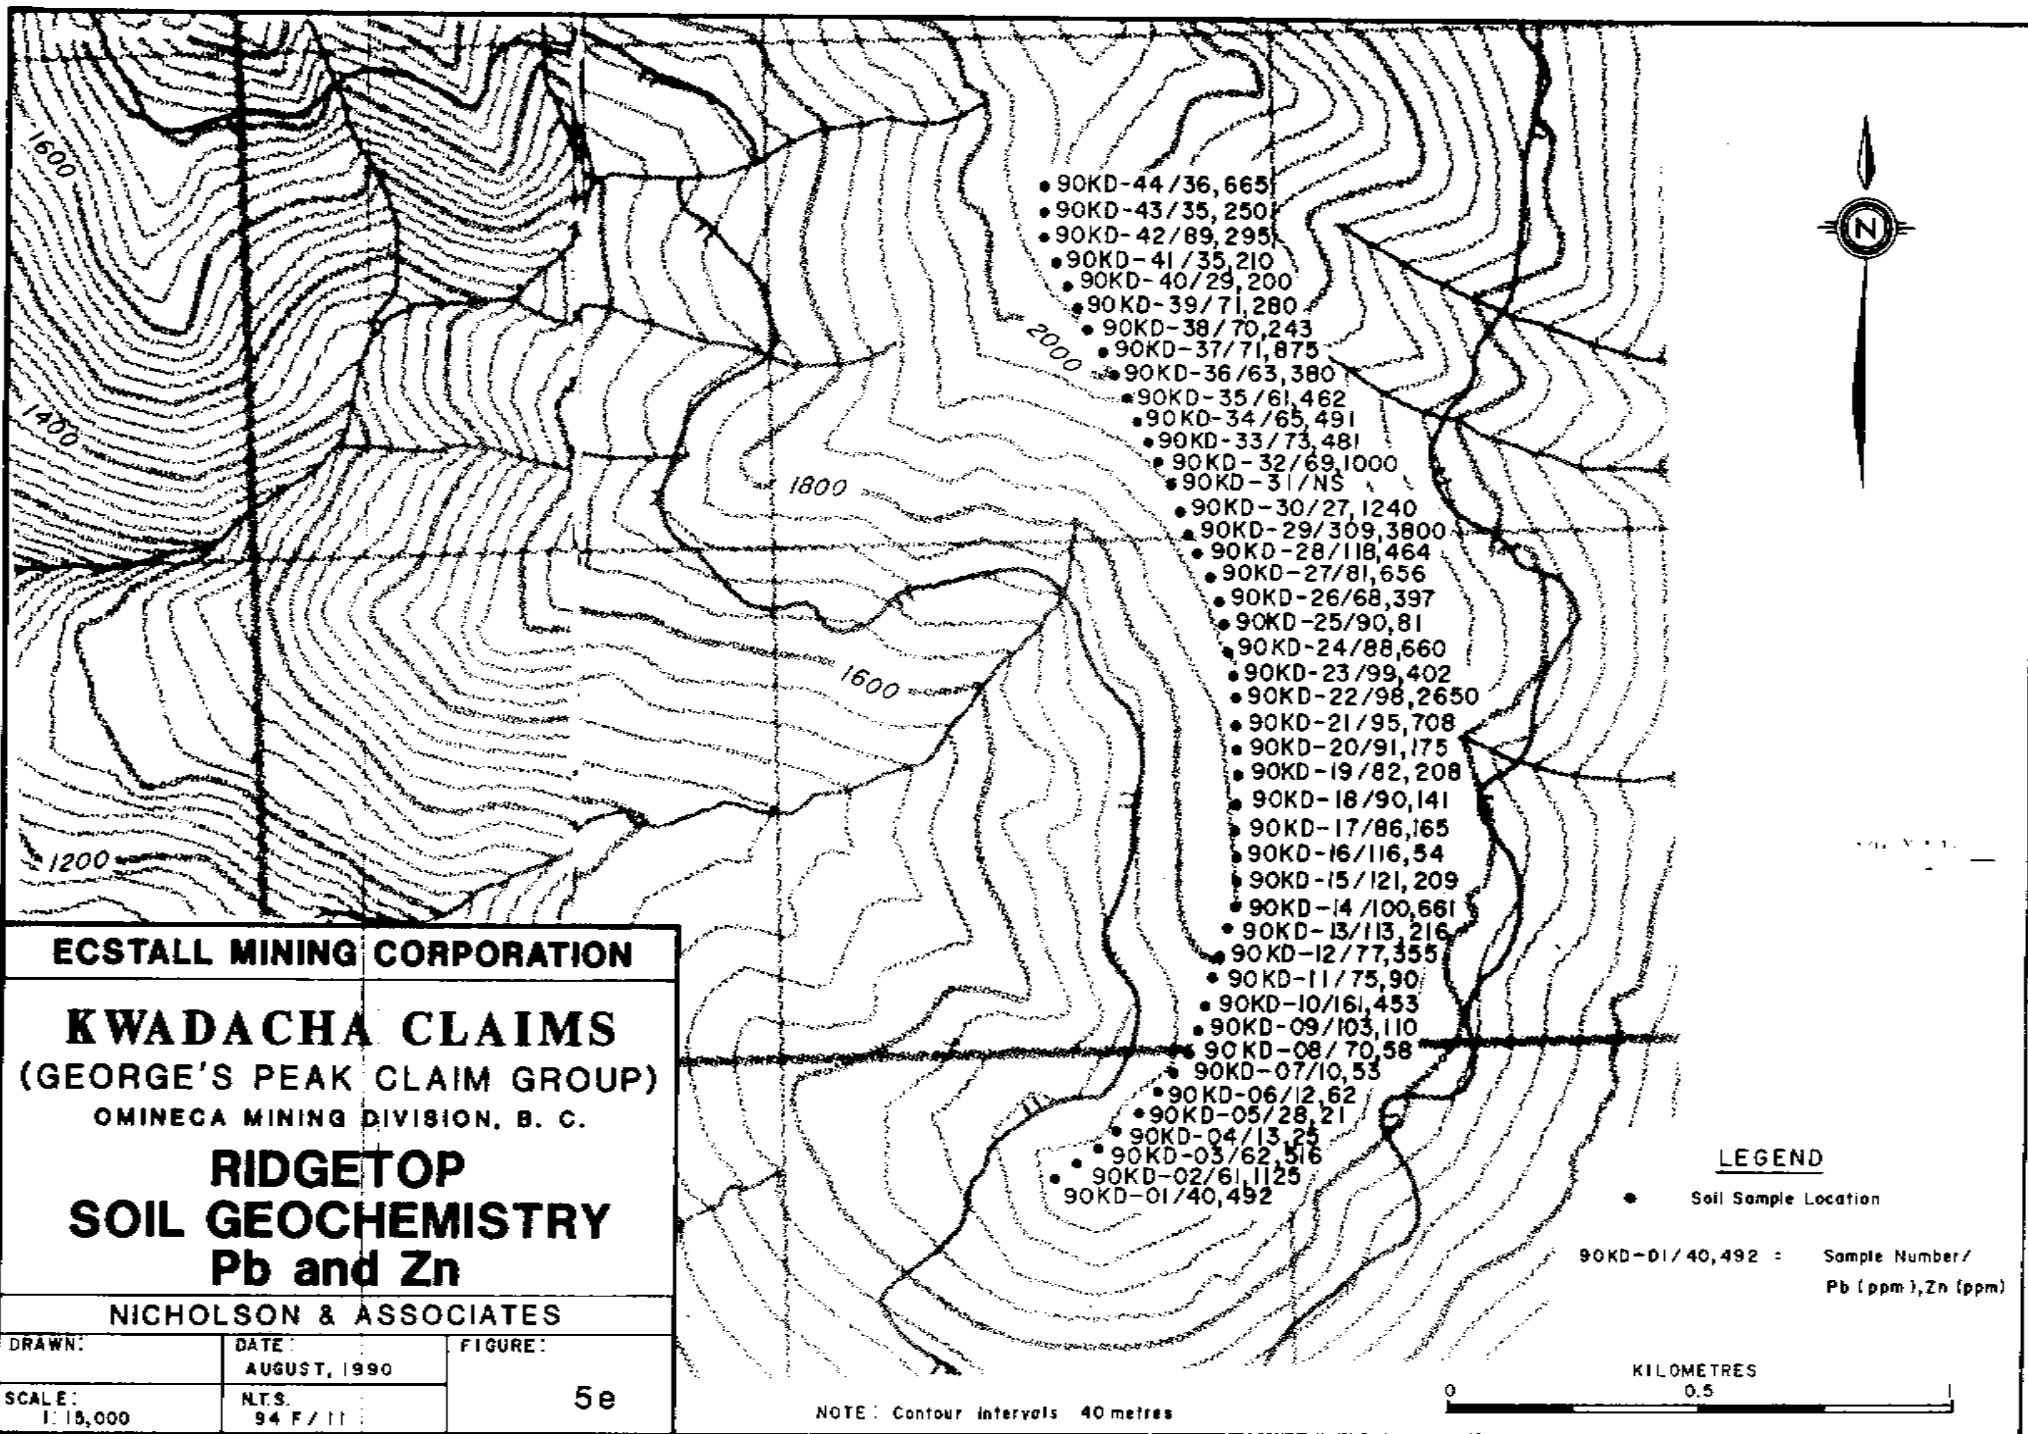 1600
1400
2000
1800
1600
1200
N
90KD-44/36,665
90KD-43/35,250
90KD-42/89,295
90KD-41/35,210
90KD-40/29,200
90KD-39/71,280
90KD-38/70,243
90KD-37/71,875
90KD-36/63,380
90KD-35/61,462
90KD-34/65,491
90KD-33/73,481
90KD-32/69,1000
90KD-31/NS
90KD-30/27,1240
90KD-29/309,3800
90KD-28/118,464
90KD-27/81,656
90KD-26/68,397
90KD-25/90,81
90KD-24/88,660
90KD-23/99,402
90KD-22/98,2650
90KD-21/95,708
90KD-20/91,175
90KD-19/82,208
90KD-18/90,141
90KD-17/86,165
90KD-16/116,54
90KD-15/121,209
90KD-14/100,661
90KD-13/113,216
90KD-12/77,355
90KD-11/75,90
90KD-10/161,453
90KD-09/103,110
90KD-08/70,58
90KD-07/10,53
90KD-06/12,62
90KD-05/28,21
90KD-04/13,25
90KD-03/62,516
90KD-02/61,1125
90KD-01/40,492
ECSTALL MINING CORPORATION
KWADACHA CLAIMS
(GEORGE'S PEAK CLAIM GROUP)
OMINECA MINING DIVISION, B. C.
RIDGETOP
SOIL GEOCHEMISTRY
Pb and Zn
NICHOLSON & ASSOCIATES
DRAWN:
DATE:
AUGUST, 1990
FIGURE:
5e
SCALE:
1:15,000
N.T.S.
94 F / 11
NOTE: Contour intervals 40 metres
LEGEND
Soil Sample Location
90KD-01/40,492 = Sample Number/
Pb (ppm), Zn (ppm)
KILOMETRES
0 0.5 1